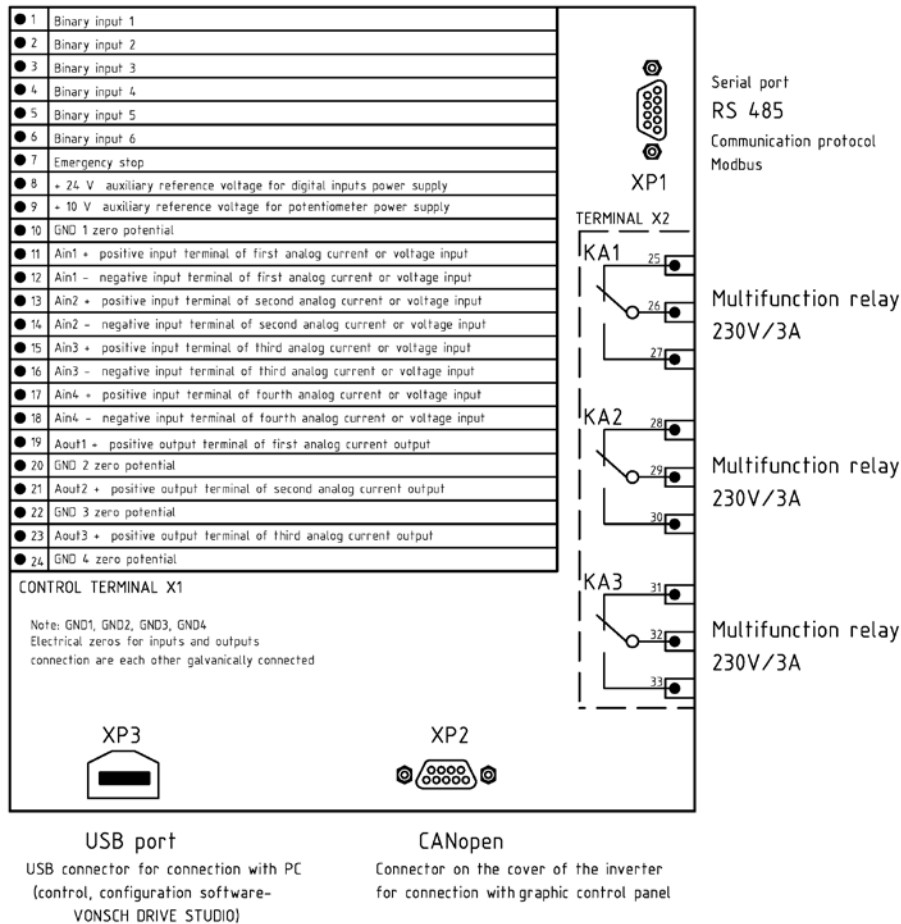 1 Binary input 1
2 Binary input 2
3 Binary input 3
4 Binary input 4
5 Binary input 5
6 Binary input 6
7 Emergency stop
8 + 24 V auxiliary reference voltage for digital inputs power supply
9 + 10 V auxiliary reference voltage for potentiometer power supply
10 GND 1 zero potential
11 Ain1 + positive input terminal of first analog current or voltage input
12 Ain1 - negative input terminal of first analog current or voltage input
13 Ain2 + positive input terminal of second analog current or voltage input
14 Ain2 - negative input terminal of second analog current or voltage input
15 Ain3 + positive input terminal of third analog current or voltage input
16 Ain3 - negative input terminal of third analog current or voltage input
17 Ain4 + positive input terminal of fourth analog current or voltage input
18 Ain4 - negative input terminal of fourth analog current or voltage input
19 Aout1 + positive output terminal of first analog current output
20 GND 2 zero potential
21 Aout2 + positive output terminal of second analog current output
22 GND 3 zero potential
23 Aout3 + positive output terminal of third analog current output
24 GND 4 zero potential
CONTROL TERMINAL X1
Note: GND1, GND2, GND3, GND4
Electrical zeros for inputs and outputs
connection are each other galvanically connected
XP1
Serial port
RS 485
Communication protocol
Modbus
TERMINAL X2
KA1
25
26
27
Multifunction relay
230V/3A
KA2
28
29
30
Multifunction relay
230V/3A
KA3
31
32
33
Multifunction relay
230V/3A
XP3
USB port
USB connector for connection with PC
(control, configuration software-
VONSCH DRIVE STUDIO)
XP2
CANopen
Connector on the cover of the inverter
for connection with graphic control panel